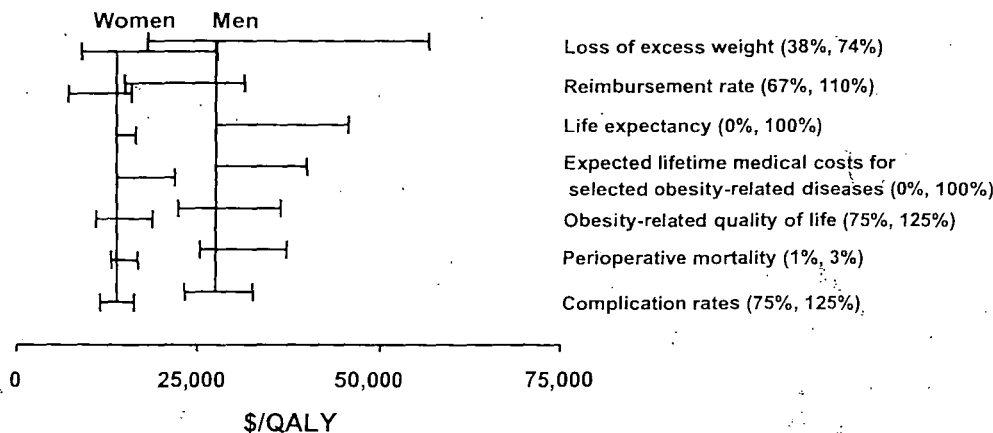 Women Men
Loss of excess weight (38%, 74%)
Reimbursement rate (67%, 110%)
Life expectancy (0%, 100%)
Expected lifetime medical costs for
selected obesity-related diseases (0%, 100%)
Obesity-related quality of life (75%, 125%)
Perioperative mortality (1%, 3%)
Complication rates (75%, 125%)
0 25,000 50,000 75,000
$/QALY